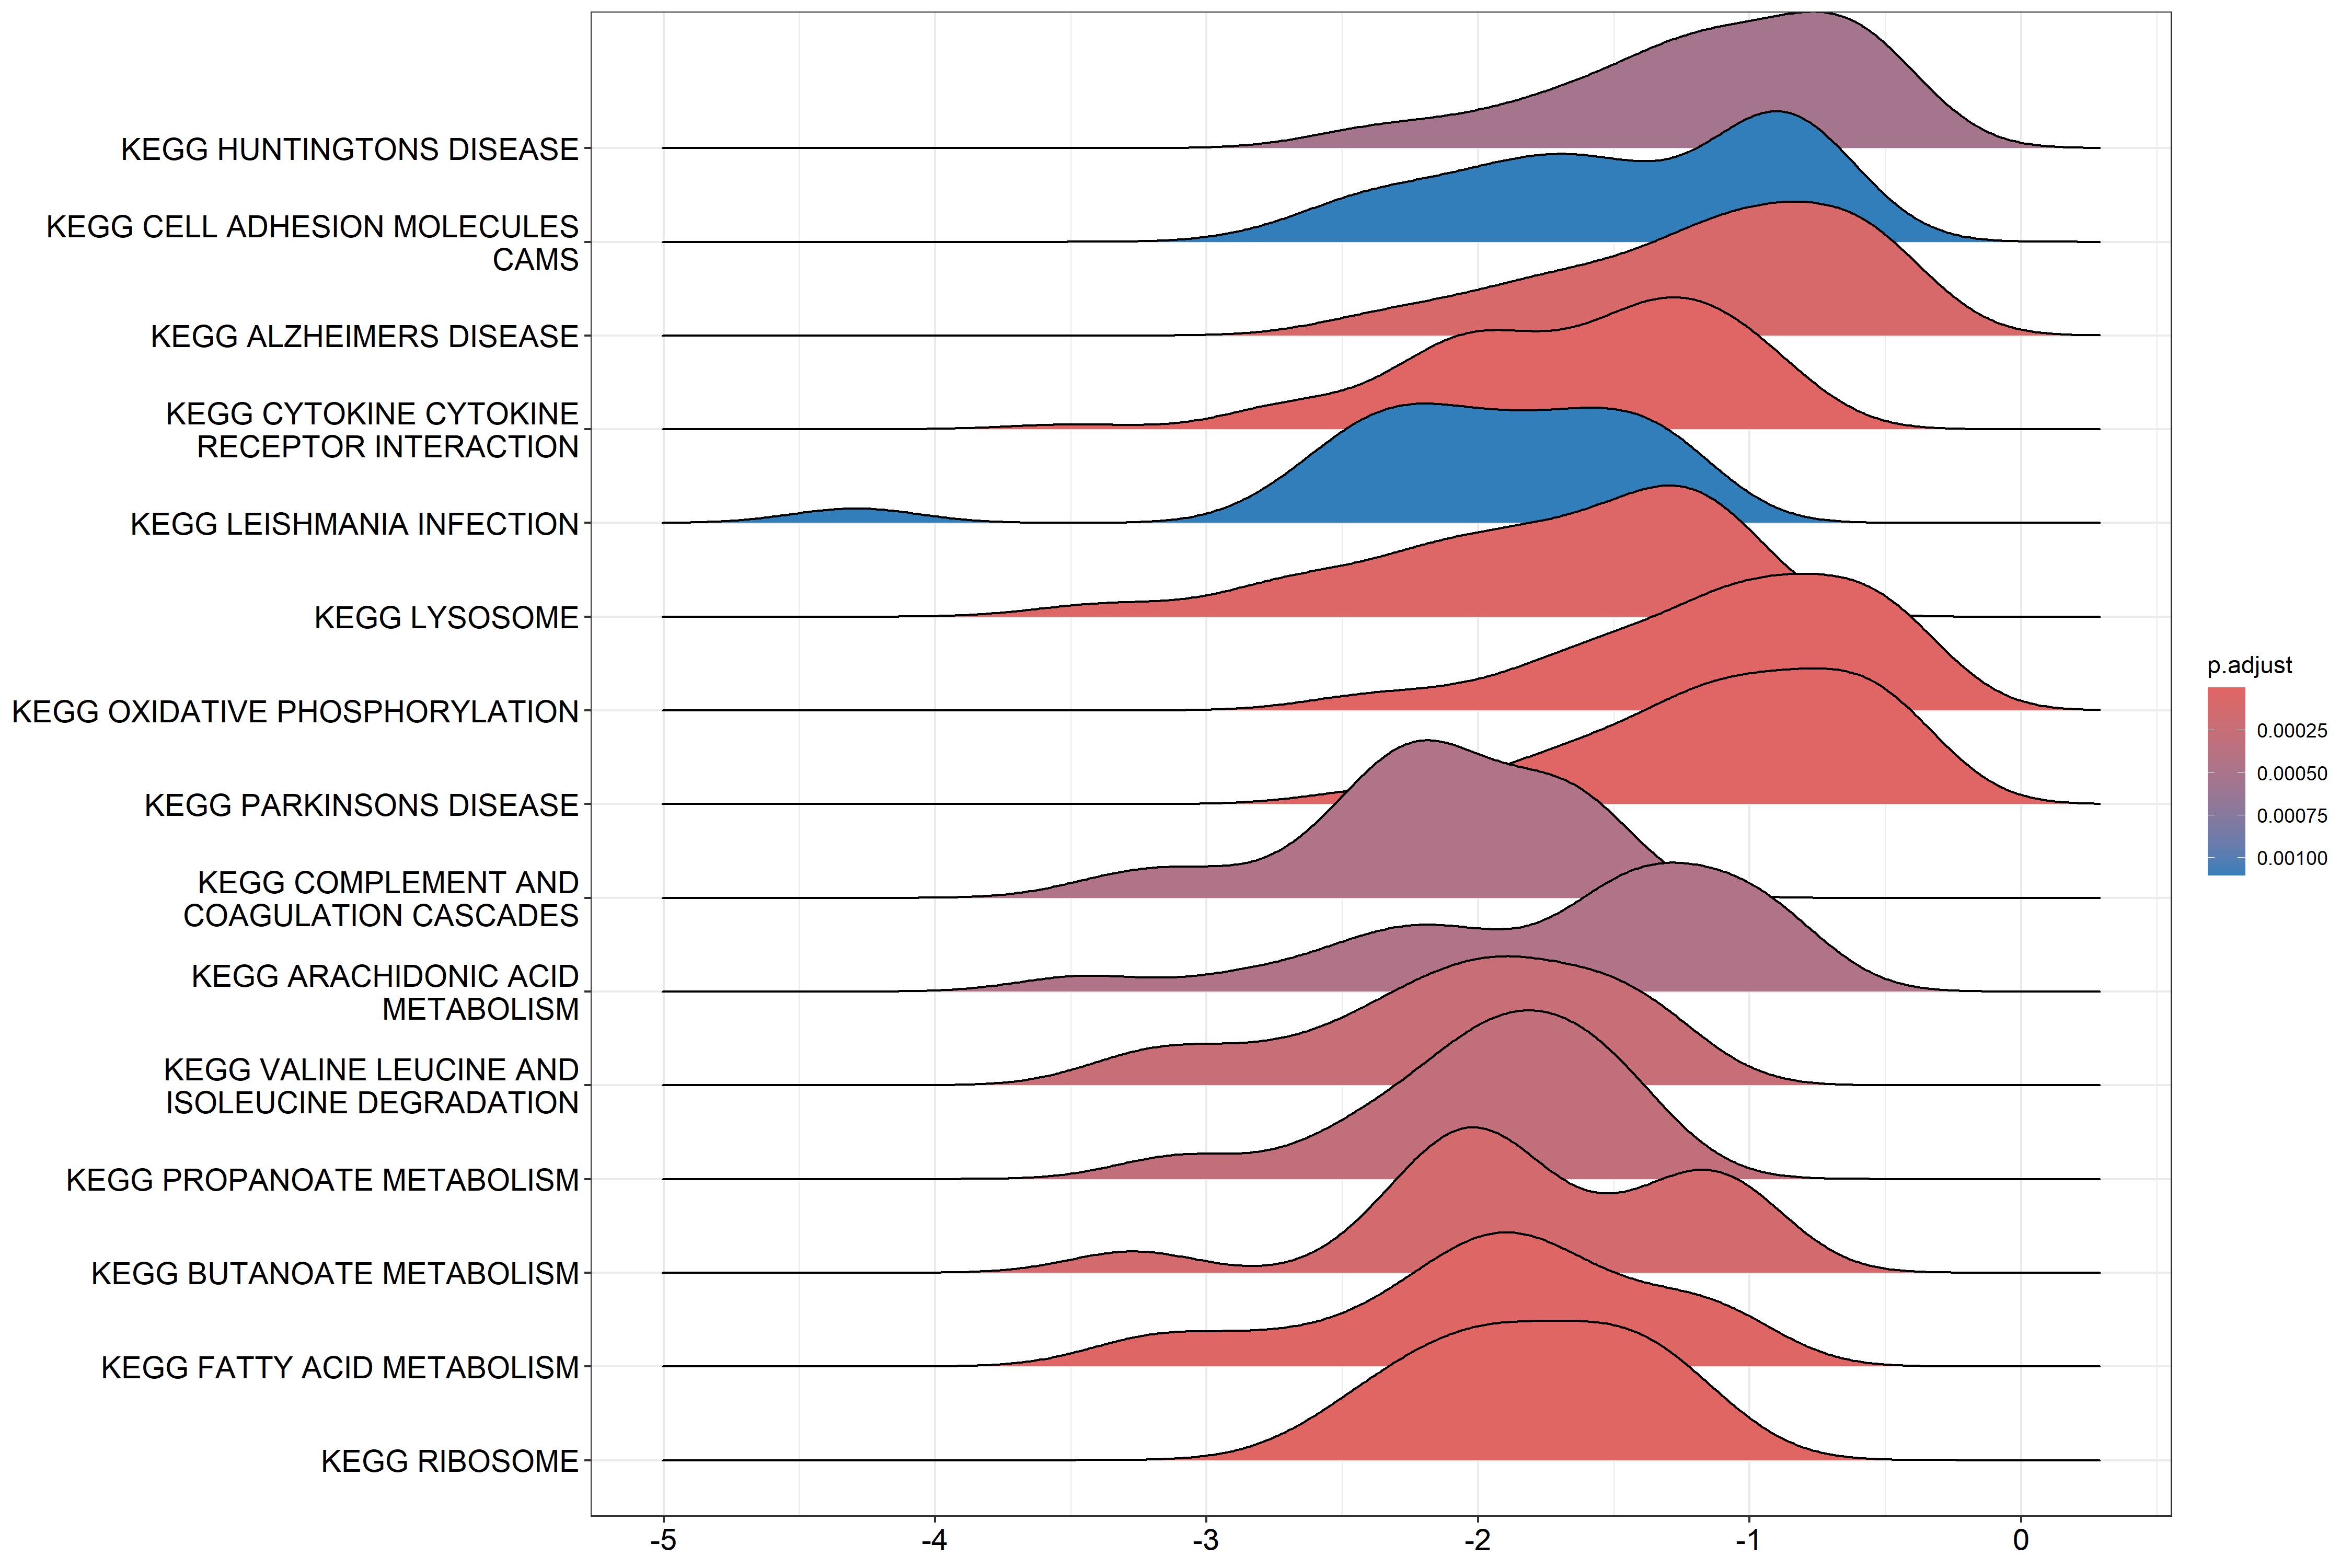 KEGG HUNTINGTONS DISEASE
KEGG CELL ADHESION MOLECULES
CAMS
KEGG ALZHEIMERS DISEASE
KEGG CYTOKINE CYTOKINE
RECEPTOR INTERACTION
KEGG LEISHMANIA INFECTION
KEGG LYSOSOME
KEGG OXIDATIVE PHOSPHORYLATION
KEGG PARKINSONS DISEASE
KEGG COMPLEMENT AND
COAGULATION CASCADES
KEGG ARACHIDONIC ACID
METABOLISM
KEGG VALINE LEUCINE AND
ISOLEUCINE DEGRADATION
KEGG PROPANOATE METABOLISM
KEGG BUTANOATE METABOLISM
KEGG FATTY ACID METABOLISM
KEGG RIBOSOME
-5 -4 -3 -2 -1 0
p.adjust
0.00025
0.00050
0.00075
0.00100